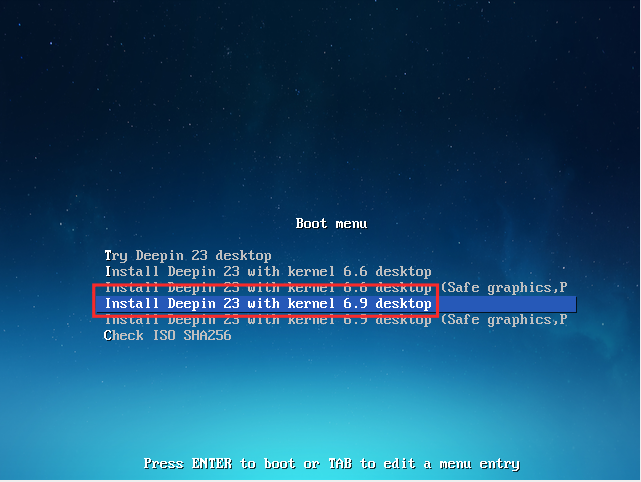 Boot menu
Try Deepin 23 desktop
Install Deepin 23 with kernel 6.6 desktop
Install Deepin 23 with kernel 6.6 desktop (Safe graphics,P
Install Deepin 23 with kernel 6.9 desktop
Install Deepin 23 with kernel 6.9 desktop (Safe graphics,P
Check ISO SHA256
Press ENTER to boot or TAB to edit a menu entry